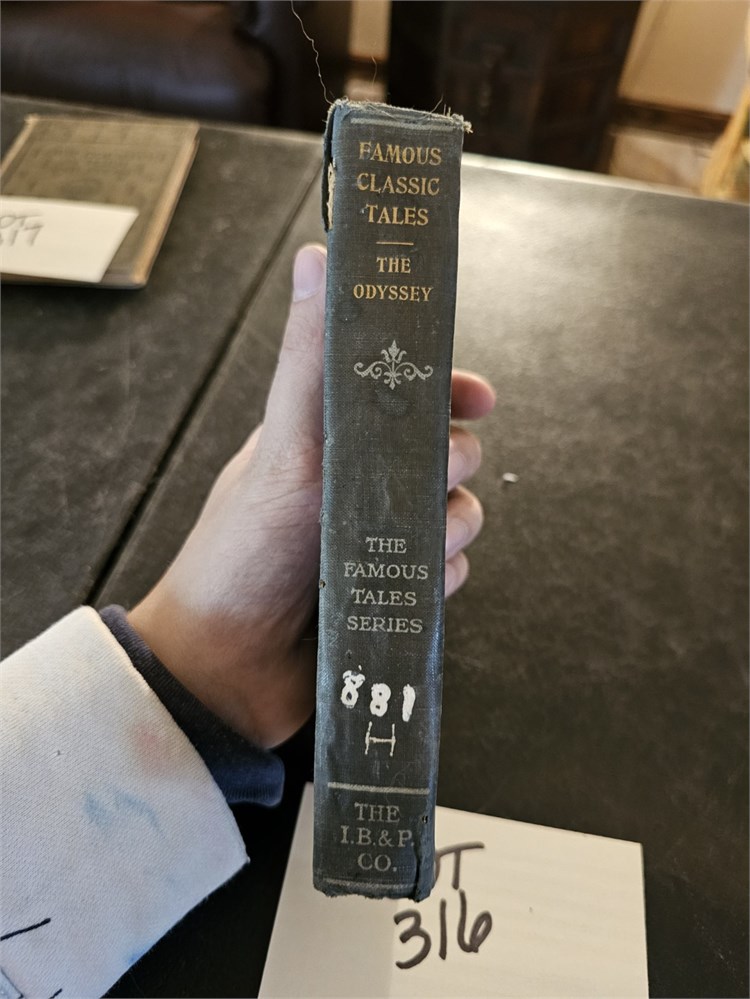 FAMOUS
CLASSIC
TALES
THE
ODYSSEY
THE
FAMOUS
TALES
SERIES
881
H
THE
I.B.&P.
CO.
316